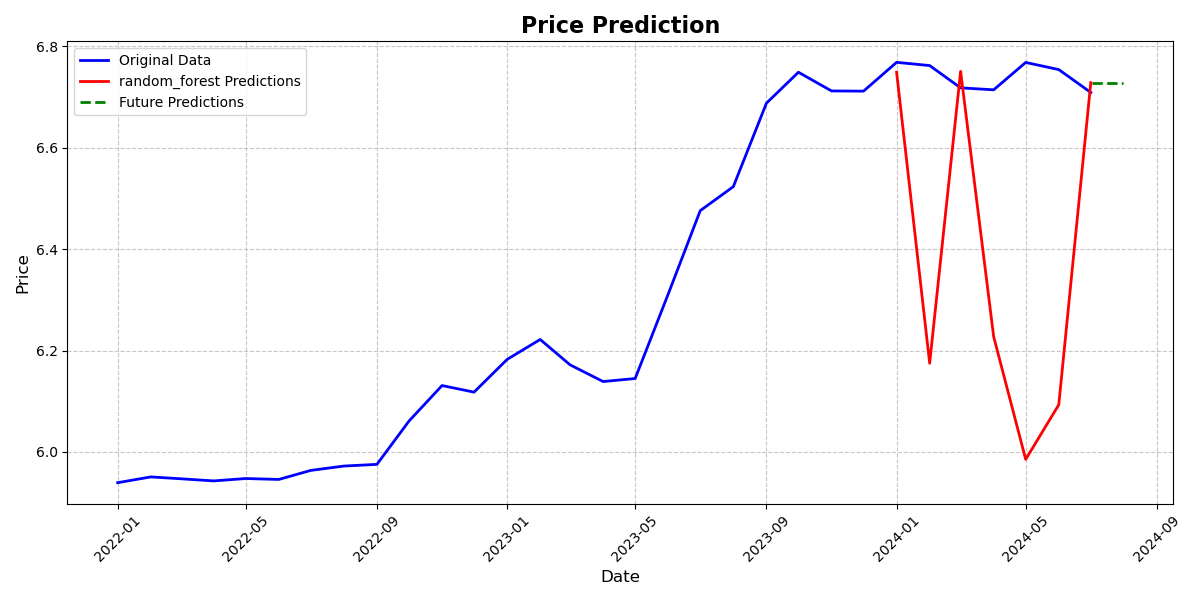 Price Prediction
Original Data
random_forest Predictions
Future Predictions
6.8
6.6
6.4
6.2
6.0
Price
2022-01
2022-05
2022-09
2023-01
2023-05
2023-09
2024-01
2024-05
2024-09
Date